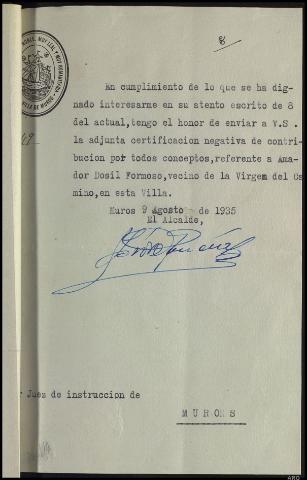 8
En cumplimiento de lo que se ha dig-
nado interesarme en su atento escrito de 8
del actual, tengo el honor de enviar a V.S.
la adjunta certificacion negativa de contri-
bucion por todos conceptos, referente a Ama-
dor Dosil Formoso, vecino de la Virgem del Ca
mino, en esta Villa.
Muros 9 Agosto de 1935
El Alcalde,
Juez de instruccion de
MUROS